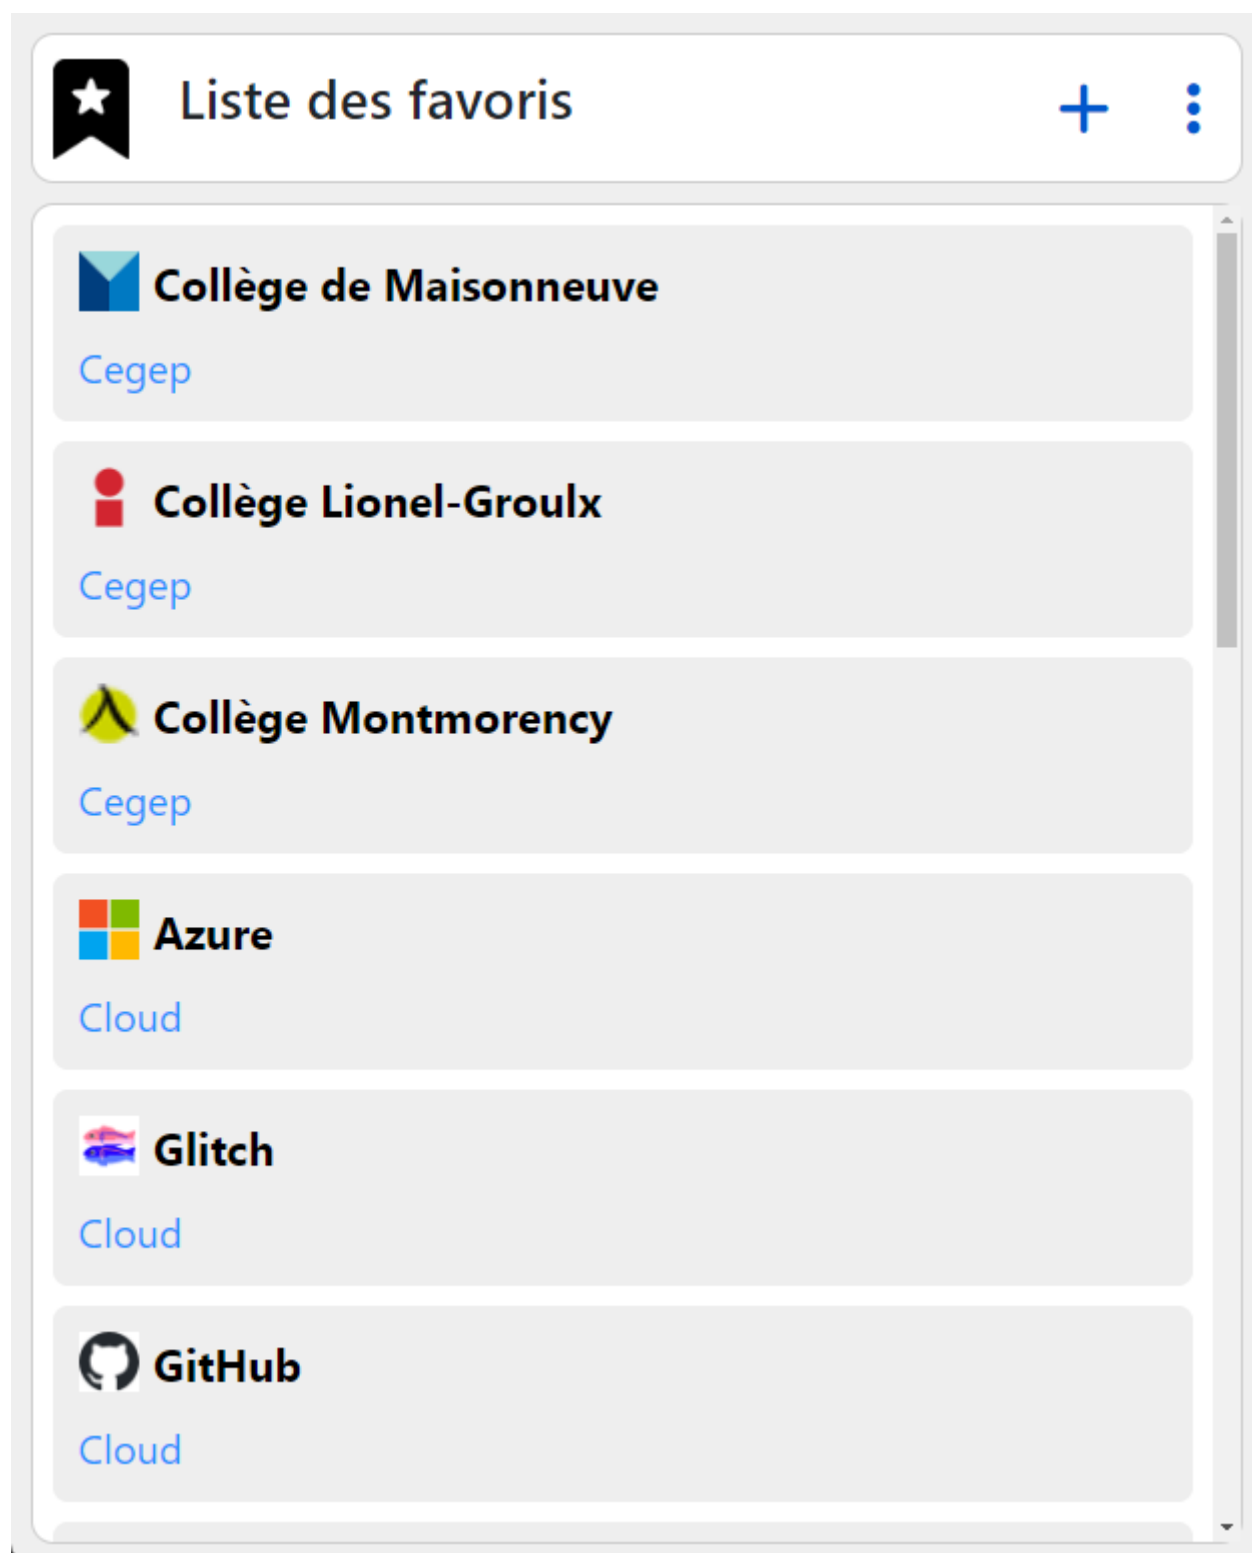 Liste des favoris
Collège de Maisonneuve
Cegep
Collège Lionel-Groulx
Cegep
Collège Montmorency
Cegep
Azure
Cloud
Glitch
Cloud
GitHub
Cloud